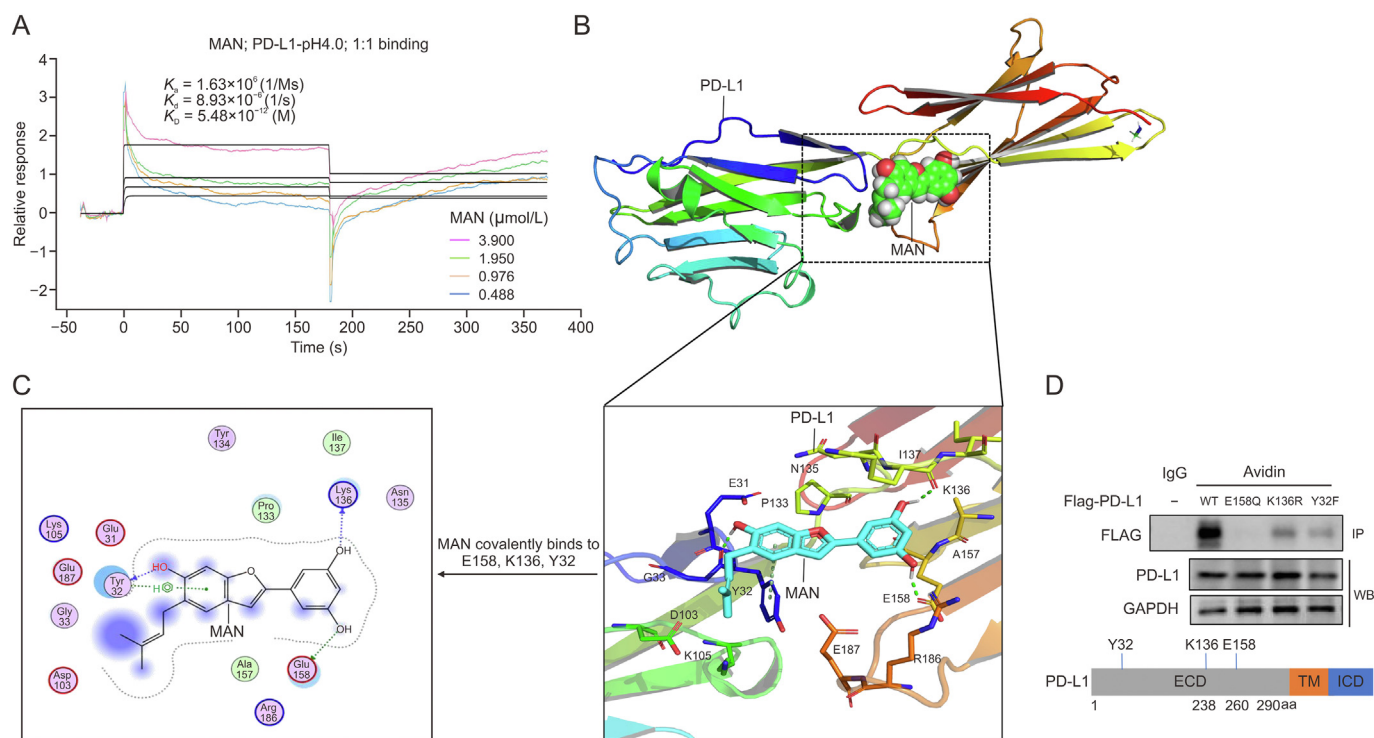 A
MAN; PD-L1-pH4.0; 1:1 binding
Ka = 1.63×10⁶ (1/Ms)
Kd = 8.93×10⁻⁶ (1/s)
KD = 5.48×10⁻¹² (M)
Relative response
4
3
2
1
0
−1
−2
MAN (μmol/L)
3.900
1.950
0.976
0.488
−50 0 50 100 150 200 250 300 350 400
Time (s)
B
PD-L1
MAN
C
Tyr 134
Ile 137
Lys 136
Asn 135
Pro 133
Lys 105
Glu 31
Glu 187
Tyr 32
Gly 33
Asp 103
HO
H
O
OH
MAN
OH
Ala 157
Glu 158
Arg 186
MAN covalently binds to
E158, K136, Y32
PD-L1
N135
I137
E31
P133
K136
A157
G33
Y32
MAN
E158
D103
K105
E187
R186
D
IgG Avidin
Flag-PD-L1 − WT E158Q K136R Y32F
FLAG IP
PD-L1
WB
GAPDH
Y32 K136 E158
PD-L1 ECD TM ICD
1 238 260 290aa